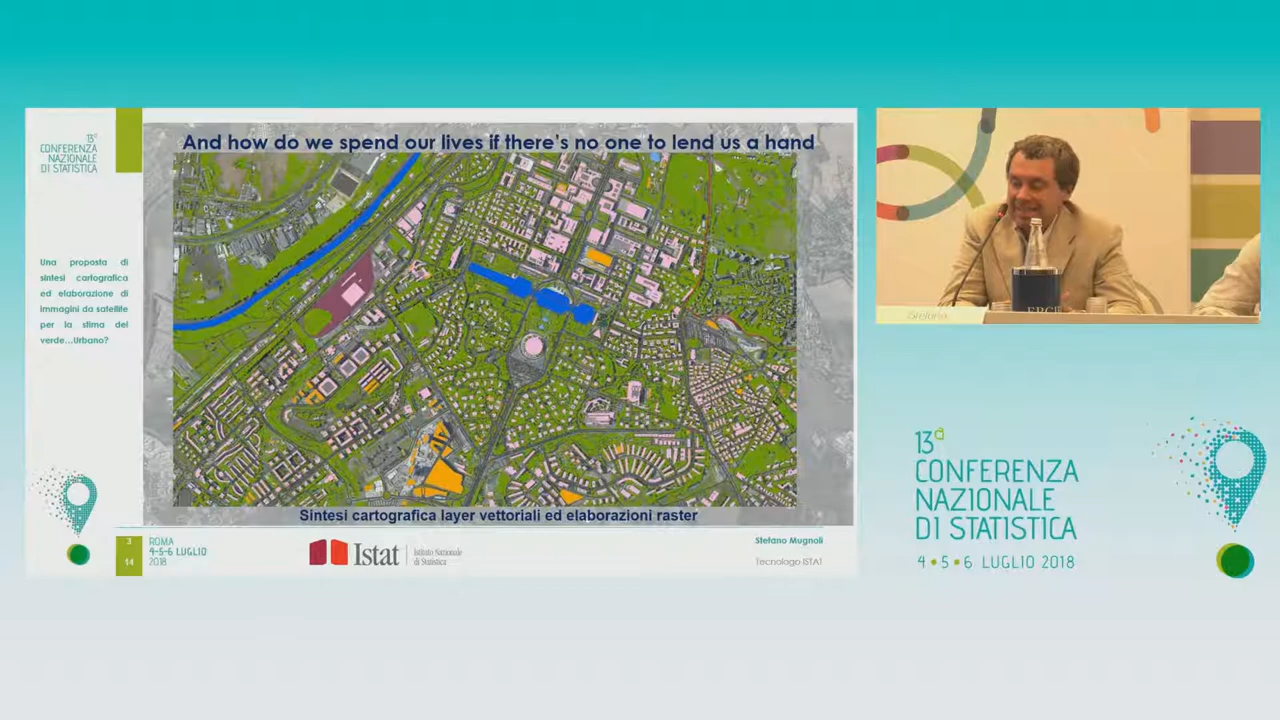 13ª
CONFERENZA
NAZIONALE
DI STATISTICA
Una proposta di
sintesi cartografica
ed elaborazione di
immagini da satellite
per la stima del
verde...Urbano?
And how do we spend our lives if there's no one to lend us a hand
Sintesi cartografica layer vettoriali ed elaborazioni raster
3
14
ROMA
4-5-6 LUGLIO
2018
Istat
Istituto Nazionale
di Statistica
Stefano Mugnoli
Tecnologo ISTAT
Stefano
13ª
CONFERENZA
NAZIONALE
DI STATISTICA
4 • 5 • 6 LUGLIO 2018